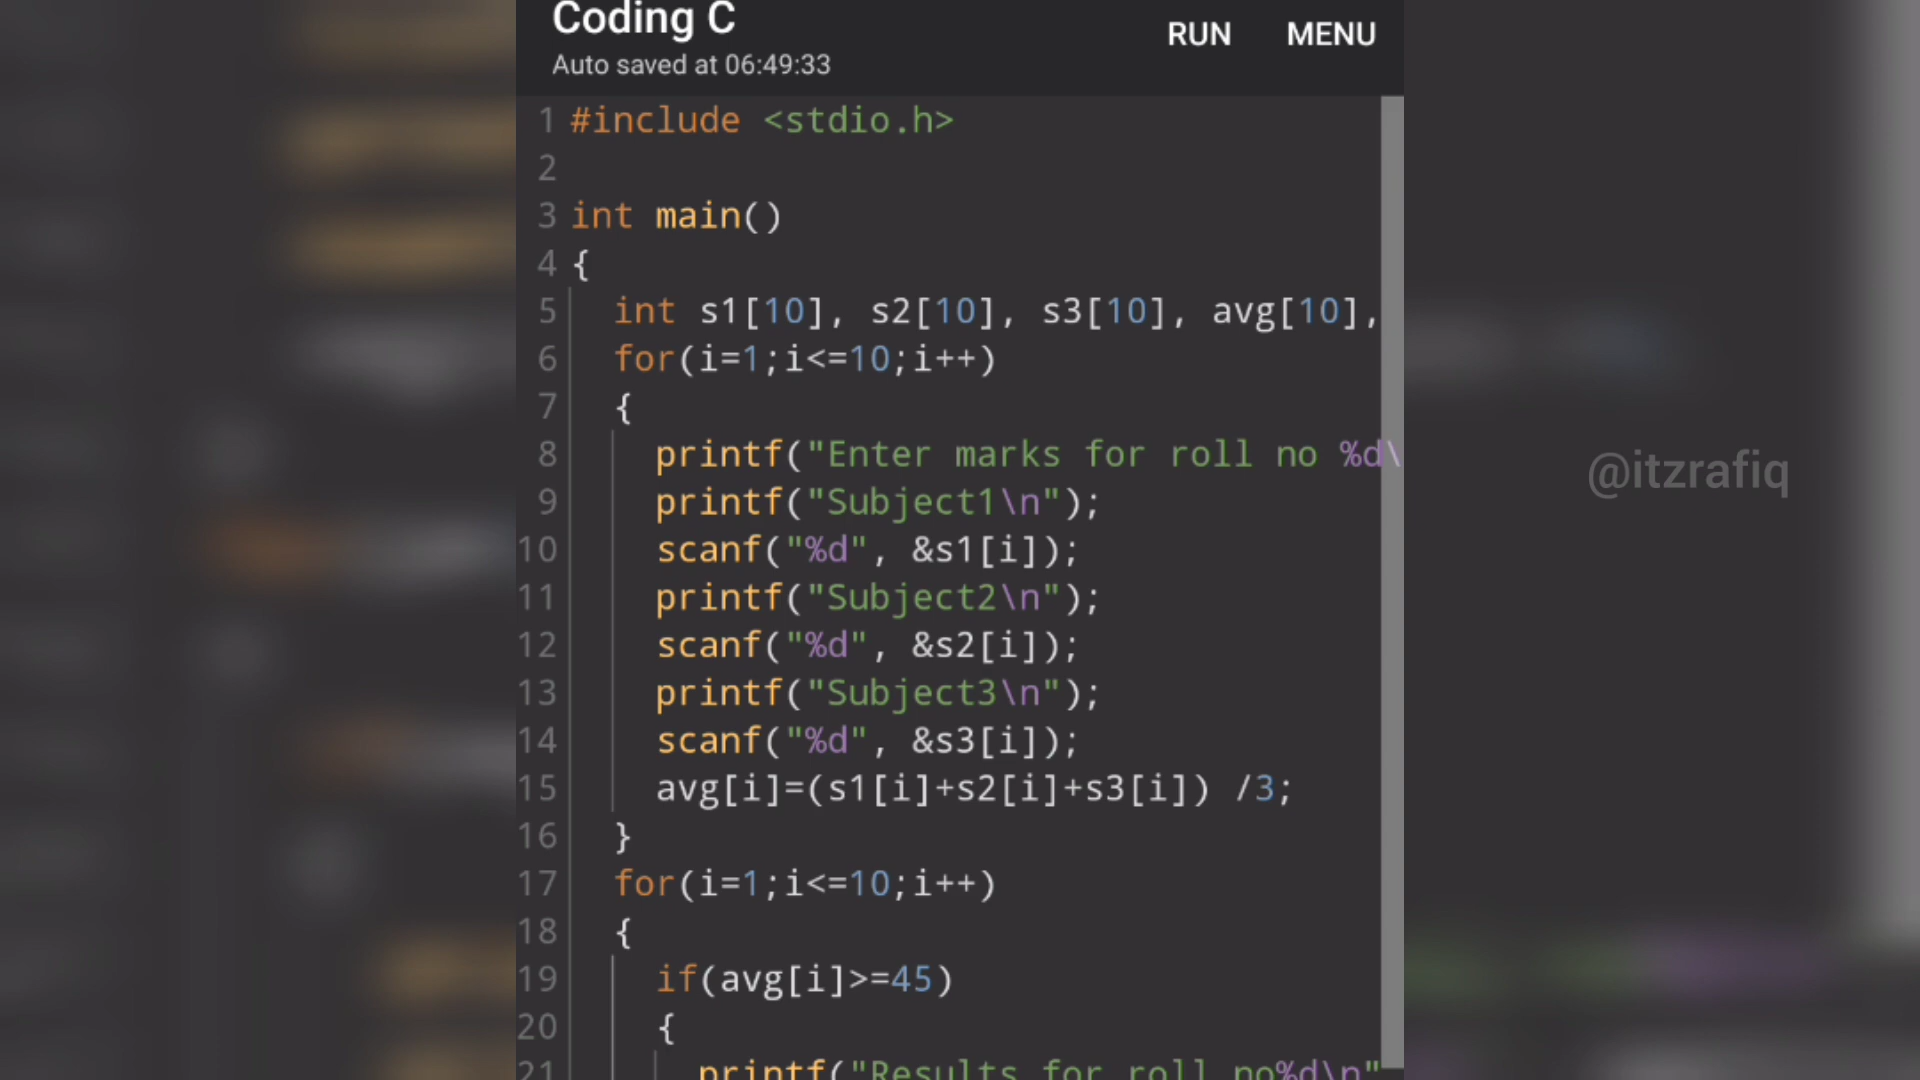 Coding C
RUN MENU
Auto saved at 06:49:33
1 #include <stdio.h>
2
3 int main()
4 {
5 int s1[10], s2[10], s3[10], avg[10],
6 for(i=1;i<=10;i++)
7 {
8 printf("Enter marks for roll no %d\
9 printf("Subject1\n");
10 scanf("%d", &s1[i]);
11 printf("Subject2\n");
12 scanf("%d", &s2[i]);
13 printf("Subject3\n");
14 scanf("%d", &s3[i]);
15 avg[i]=(s1[i]+s2[i]+s3[i]) /3;
16 }
17 for(i=1;i<=10;i++)
18 {
19 if(avg[i]>=45)
20 {
21 printf("Results for roll no%d\n"
@itzrafiq